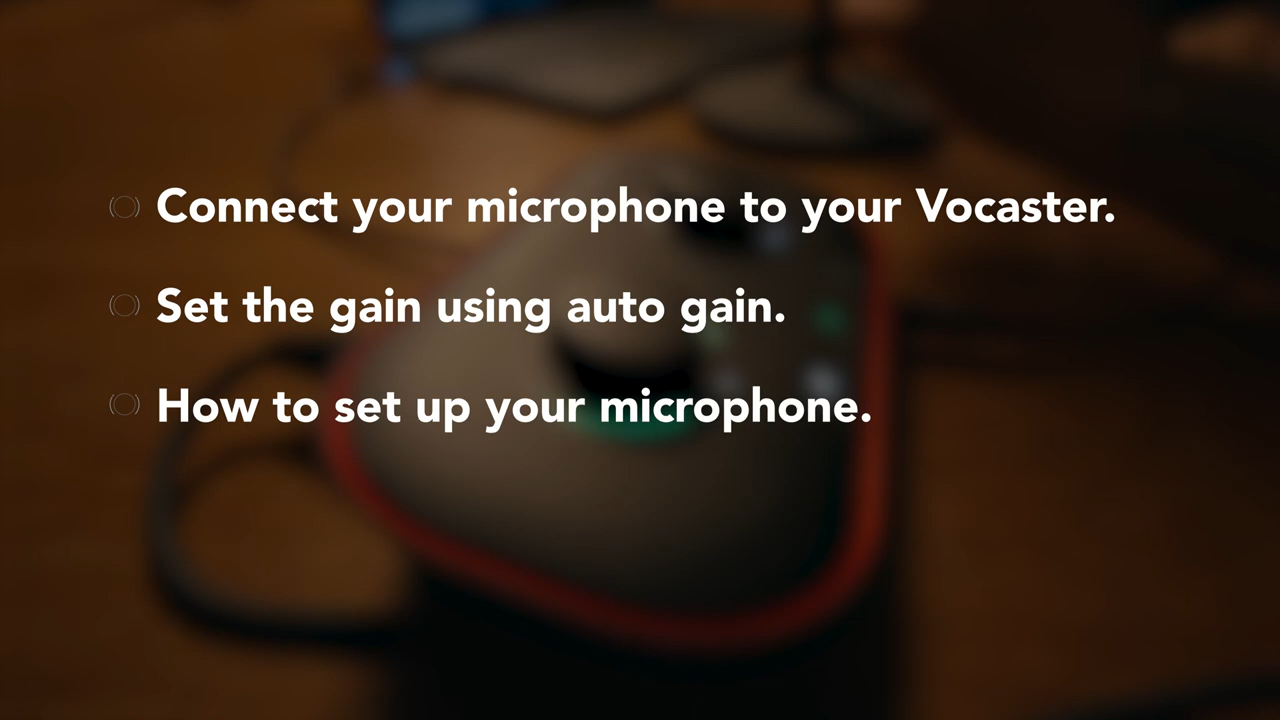 Connect your microphone to your Vocaster.
Set the gain using auto gain.
How to set up your microphone.